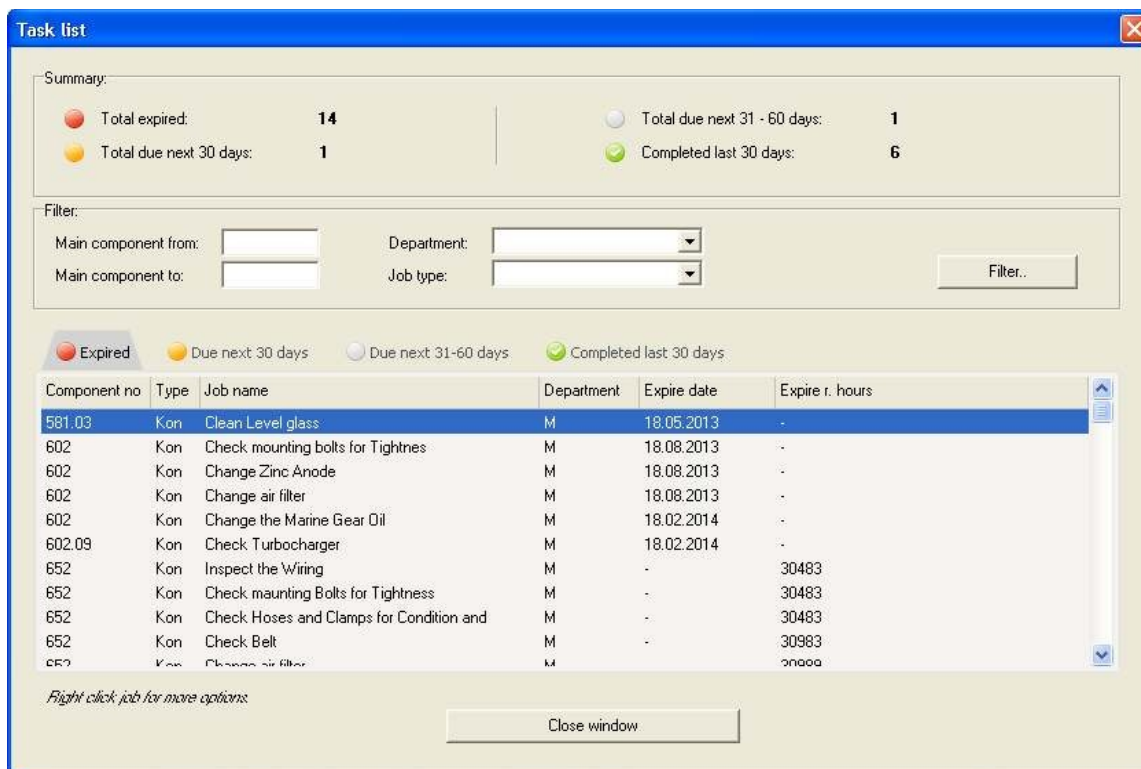 Task list
Summary:
Total expired: 14 Total due next 31 - 60 days: 1
Total due next 30 days: 1 Completed last 30 days: 6
Filter:
Main component from: Department:
Main component to: Job type: Filter..
Expired Due next 30 days Due next 31-60 days Completed last 30 days
Component no Type Job name Department Expire date Expire r. hours
581.03 Kon Clean Level glass M 18.05.2013 -
602 Kon Check mounting bolts for Tightnes M 18.08.2013 -
602 Kon Change Zinc Anode M 18.08.2013 -
602 Kon Change air filter M 18.08.2013 -
602 Kon Change the Marine Gear Oil M 18.02.2014 -
602.09 Kon Check Turbocharger M 18.02.2014 -
652 Kon Inspect the Wiring M - 30483
652 Kon Check maunting Bolts for Tightness M - 30483
652 Kon Check Hoses and Clamps for Condition and M - 30483
652 Kon Check Belt M - 30983
652 Kon Change air filter M
Right click job for more options.
Close window